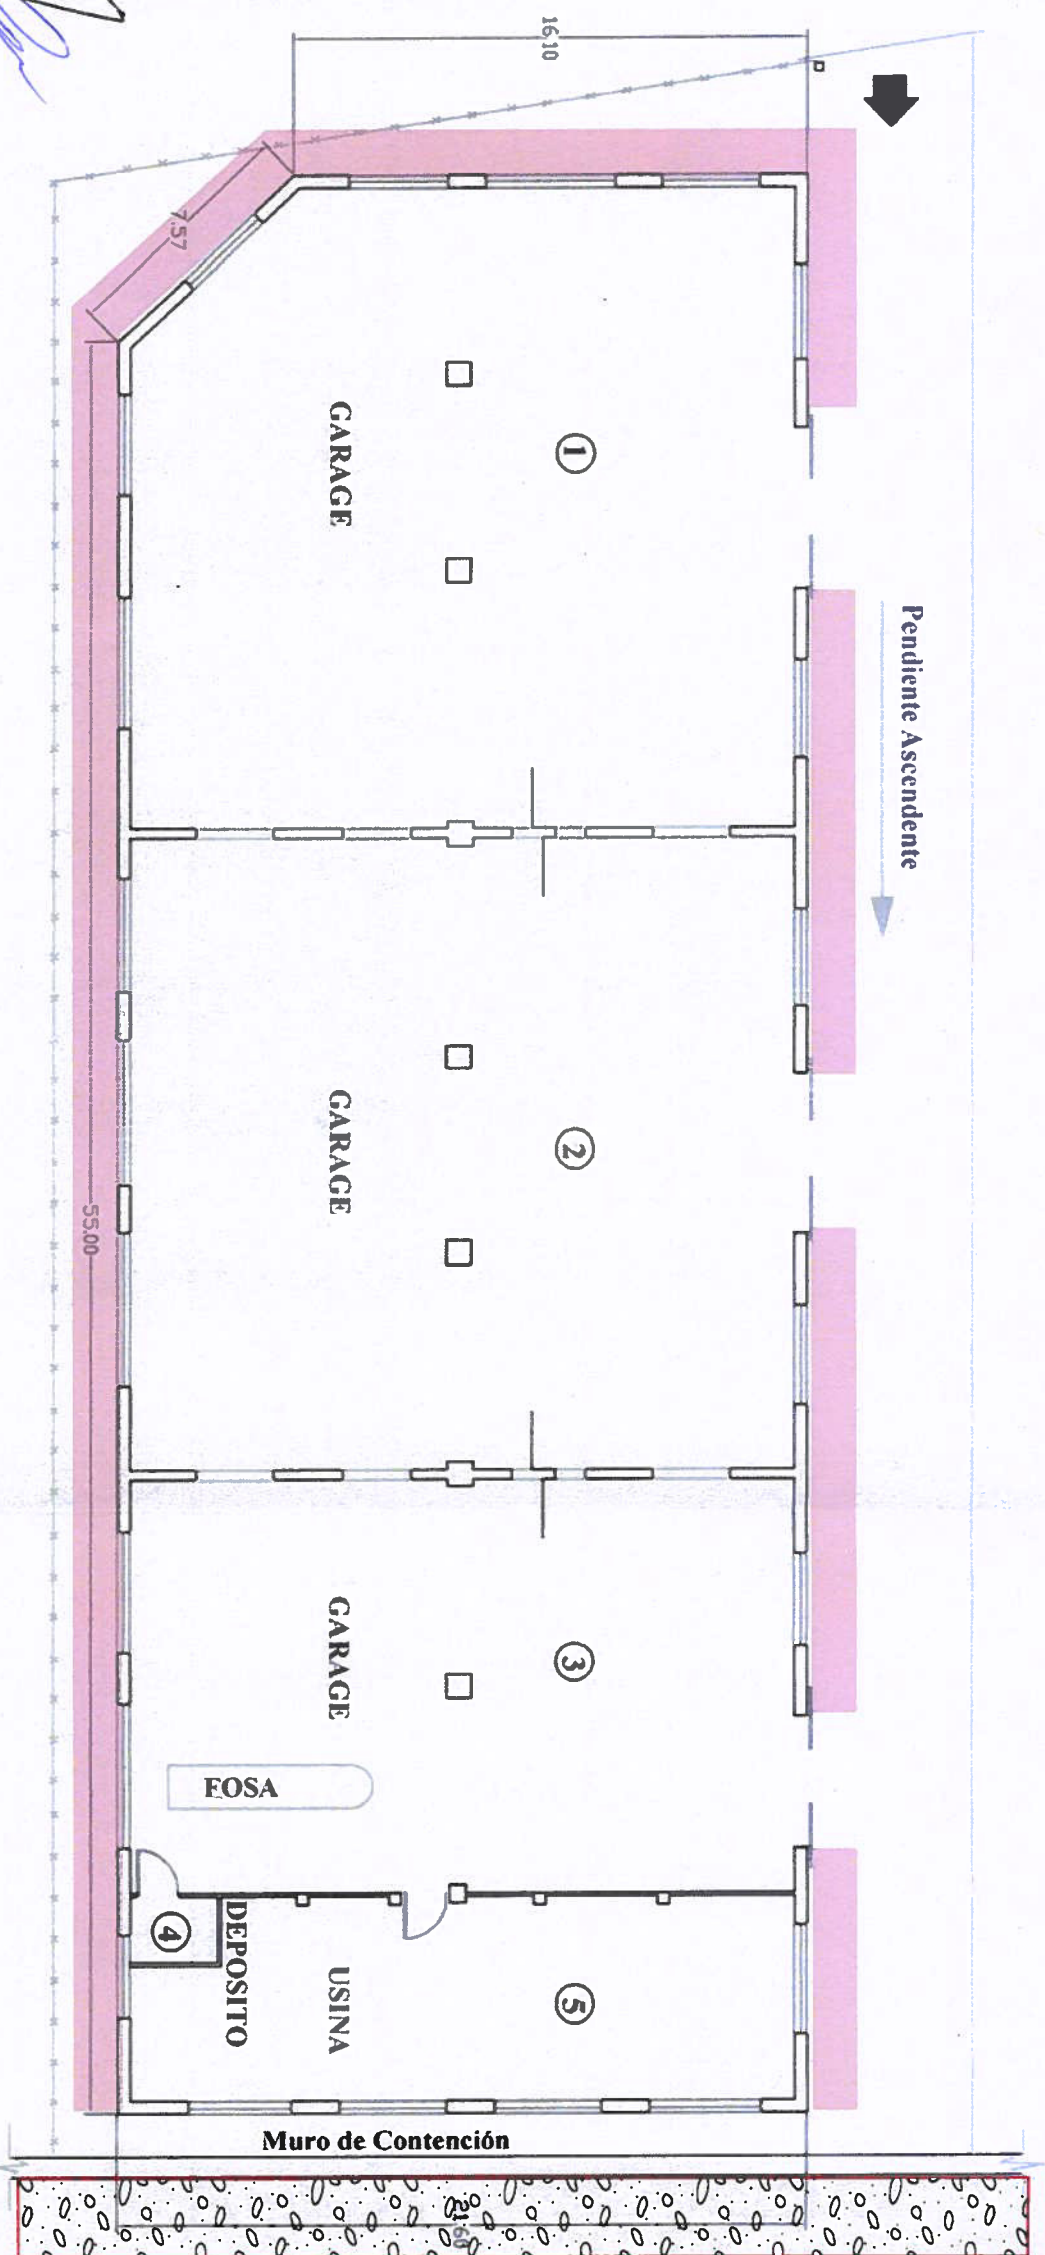 16.10
7.57
GARAGE
1
Pendiente Ascendente
55.00
GARAGE
2
GARAGE
3
FOSA
4
DEPOSITO
USINA
5
Muro de Contención
21.60